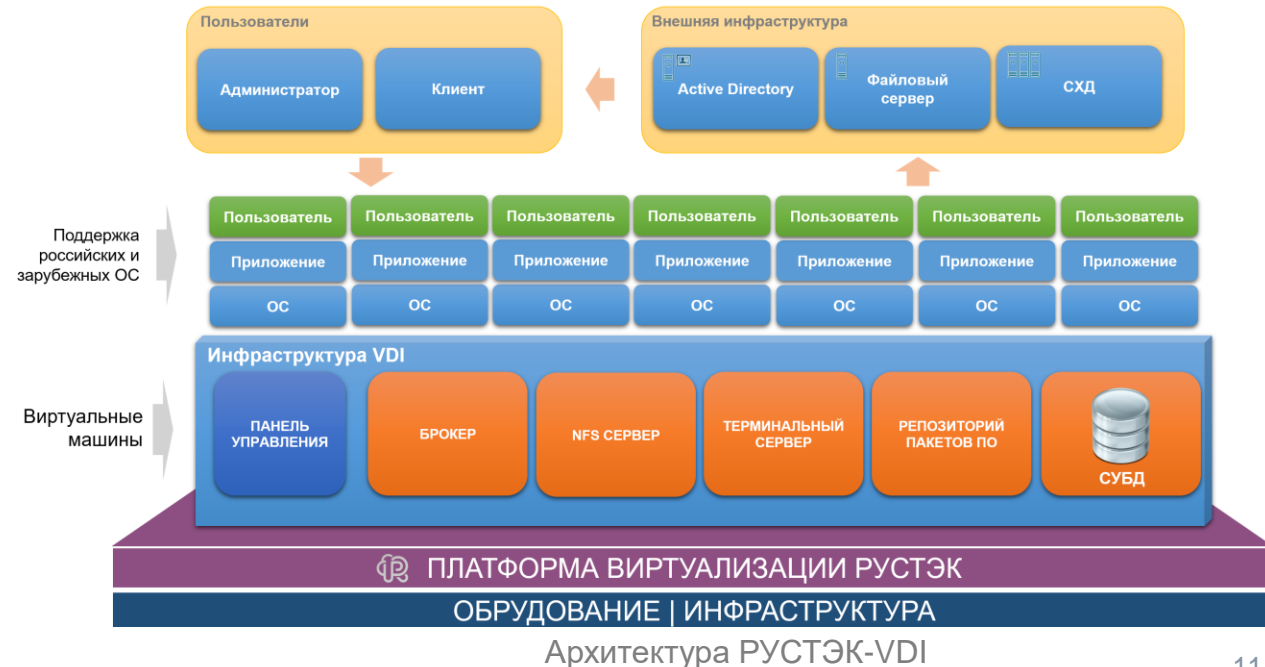 Пользователи
Администратор
Клиент
Внешняя инфраструктура
Active Directory
Файловый
сервер
СХД
Поддержка
российских и
зарубежных ОС
Пользователь Пользователь Пользователь Пользователь Пользователь Пользователь Пользователь
Приложение Приложение Приложение Приложение Приложение Приложение Приложение
ОС ОС ОС ОС ОС ОС ОС
Виртуальные
машины
Инфраструктура VDI
ПАНЕЛЬ
УПРАВЛЕНИЯ
БРОКЕР
NFS СЕРВЕР
ТЕРМИНАЛЬНЫЙ
СЕРВЕР
РЕПОЗИТОРИЙ
ПАКЕТОВ ПО
СУБД
ПЛАТФОРМА ВИРТУАЛИЗАЦИИ РУСТЭК
ОБРУДОВАНИЕ | ИНФРАСТРУКТУРА
Архитектура РУСТЭК-VDI
11